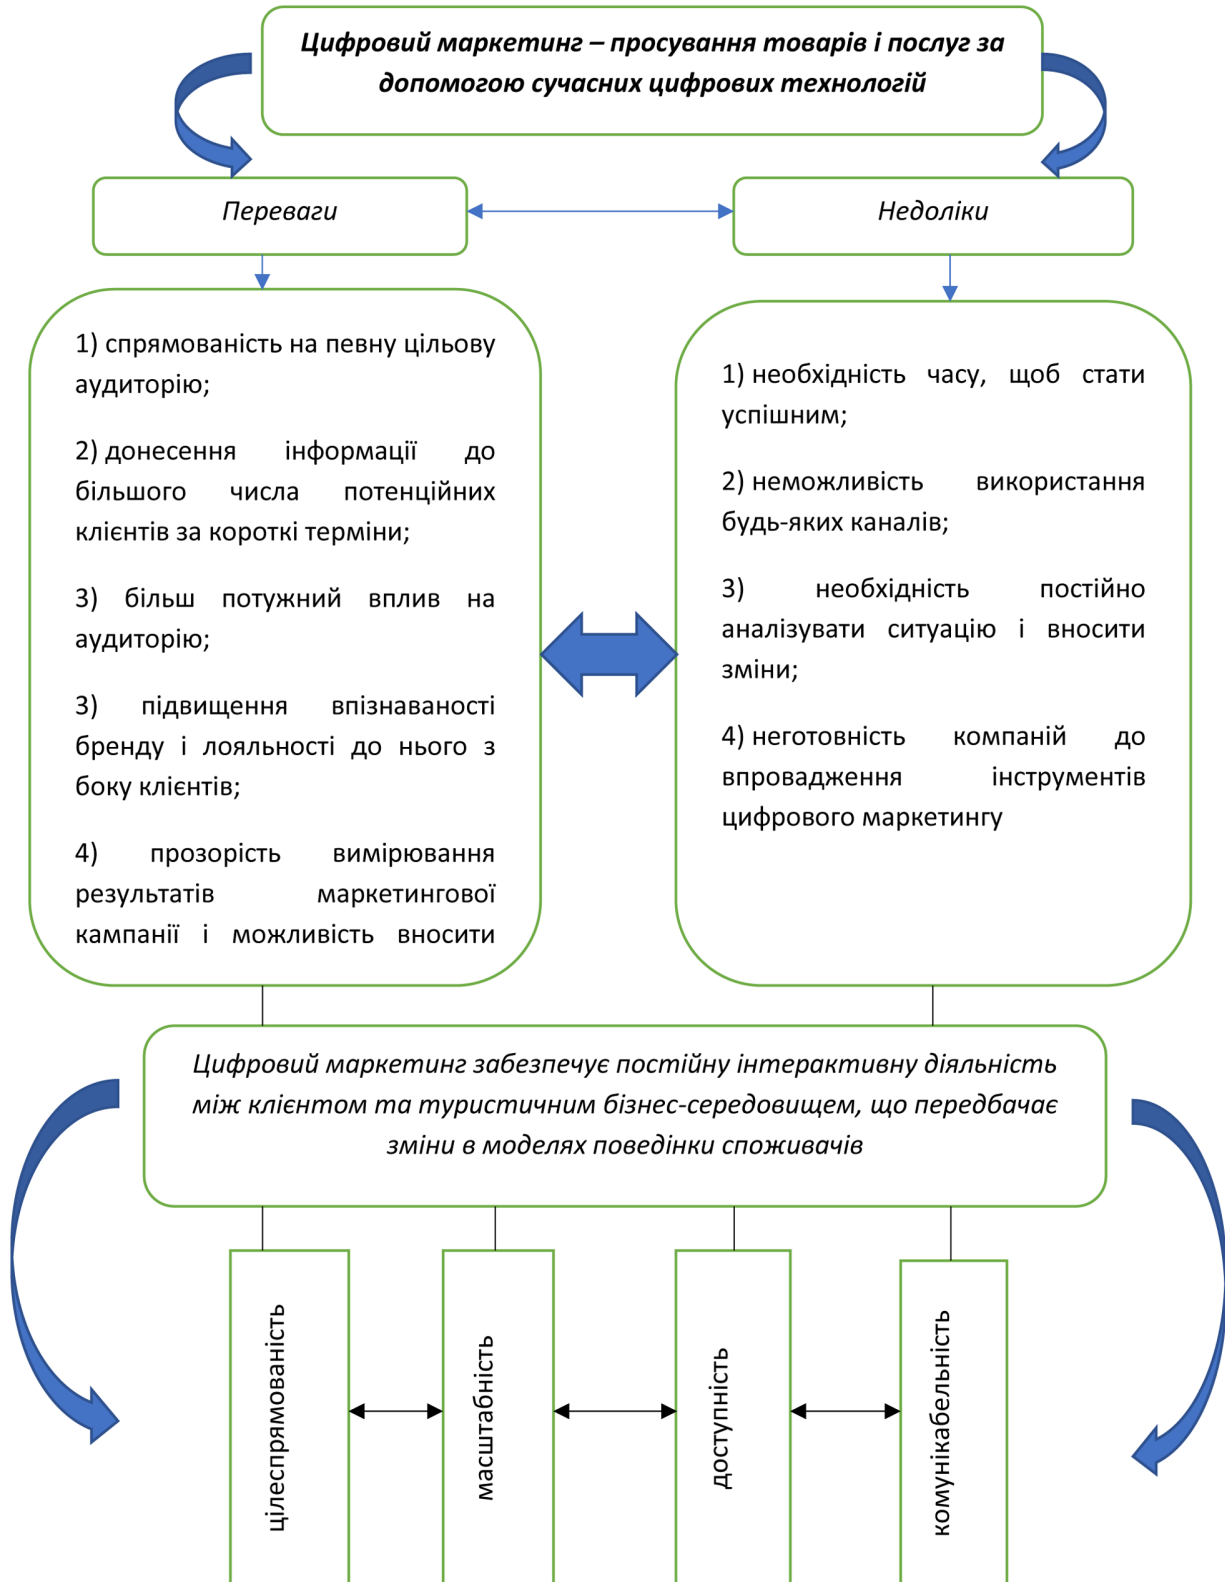 Цифровий маркетинг – просування товарів і послуг за
допомогою сучасних цифрових технологій
Переваги
Недоліки
1) спрямованість на певну цільову
аудиторію;
2) донесення інформації до
більшого числа потенційних
клієнтів за короткі терміни;
3) більш потужний вплив на
аудиторію;
3) підвищення впізнаваності
бренду і лояльності до нього з
боку клієнтів;
4) прозорість вимірювання
результатів маркетингової
кампанії і можливість вносити
1) необхідність часу, щоб стати
успішним;
2) неможливість використання
будь-яких каналів;
3) необхідність постійно
аналізувати ситуацію і вносити
зміни;
4) неготовність компаній до
впровадження інструментів
цифрового маркетингу
Цифровий маркетинг забезпечує постійну інтерактивну діяльність
між клієнтом та туристичним бізнес-середовищем, що передбачає
зміни в моделях поведінки споживачів
цілеспрямованість
масштабність
доступність
комунікабельність